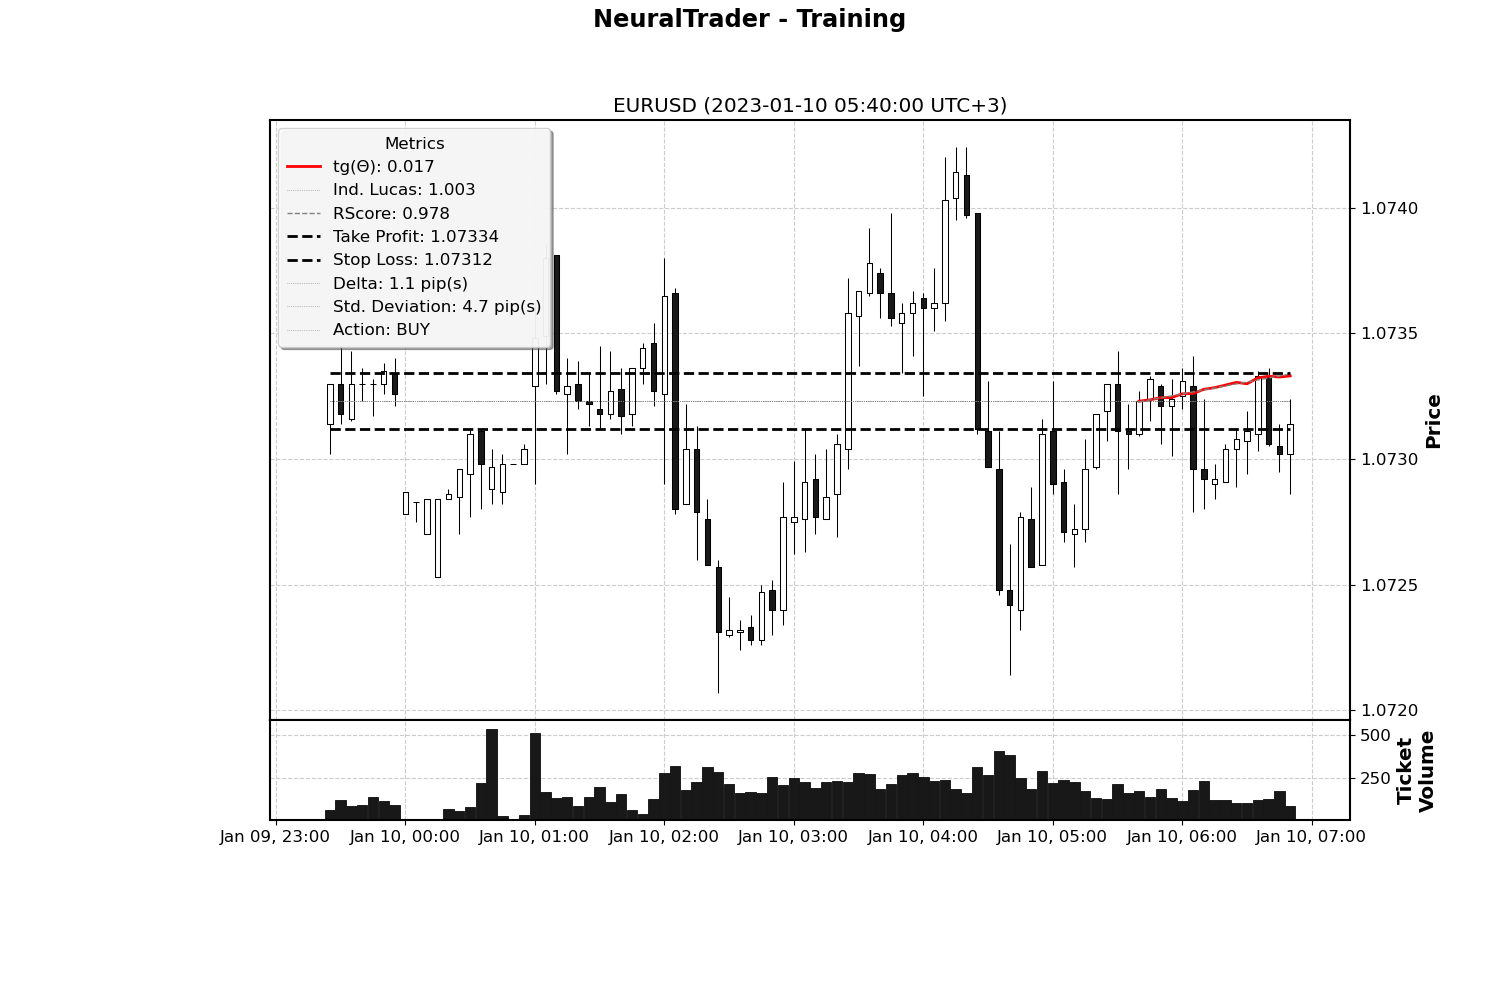 NeuralTrader - Training
EURUSD (2023-01-10 05:40:00 UTC+3)
Metrics
tg(Θ): 0.017
Ind. Lucas: 1.003
RScore: 0.978
Take Profit: 1.07334
Stop Loss: 1.07312
Delta: 1.1 pip(s)
Std. Deviation: 4.7 pip(s)
Action: BUY
1.0740
1.0735
1.0730
1.0725
1.0720
Price
500
250
Ticket
Volume
Jan 09, 23:00
Jan 10, 00:00
Jan 10, 01:00
Jan 10, 02:00
Jan 10, 03:00
Jan 10, 04:00
Jan 10, 05:00
Jan 10, 06:00
Jan 10, 07:00